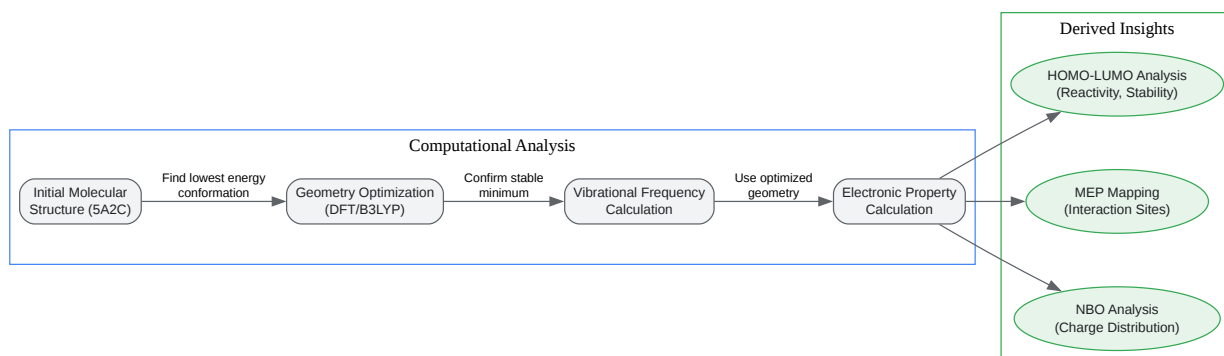 Derived Insights
HOMO-LUMO Analysis
(Reactivity, Stability)
Computational Analysis
Initial Molecular
Structure (5A2C)
Find lowest energy
conformation
Geometry Optimization
(DFT/B3LYP)
Confirm stable
minimum
Vibrational Frequency
Calculation
Use optimized
geometry
Electronic Property
Calculation
MEP Mapping
(Interaction Sites)
NBO Analysis
(Charge Distribution)